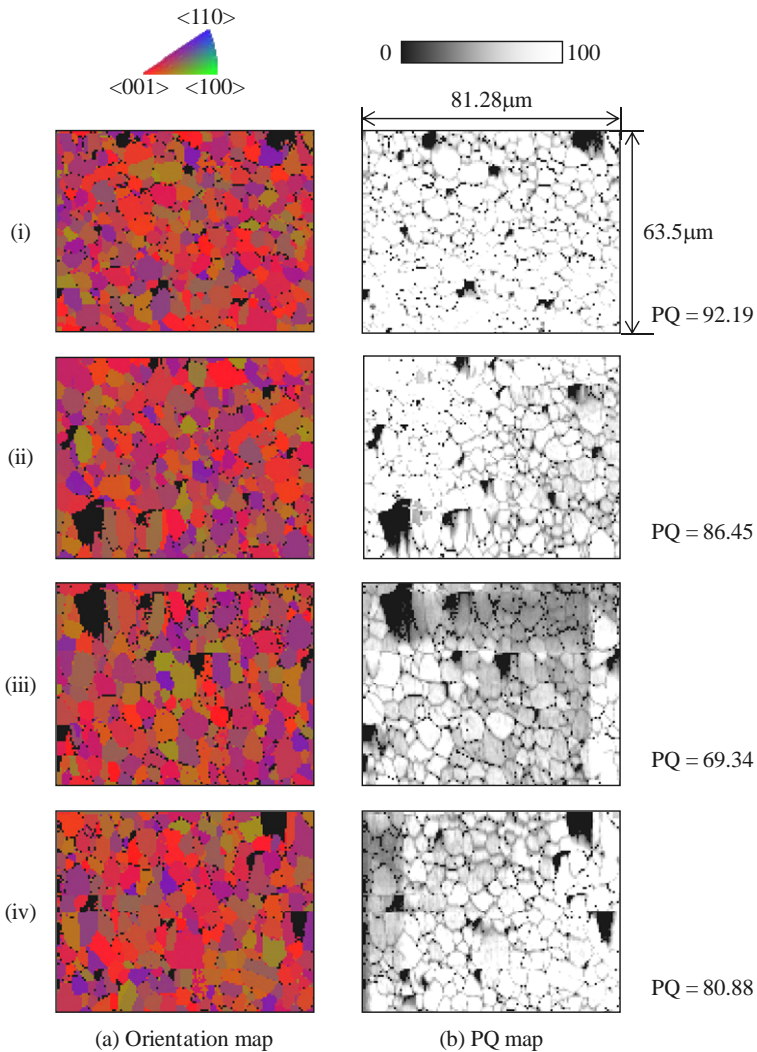 <110>
<001> <100>
0 100
81.28μm
(i)
63.5μm
PQ = 92.19
(ii)
PQ = 86.45
(iii)
PQ = 69.34
(iv)
PQ = 80.88
(a) Orientation map
(b) PQ map